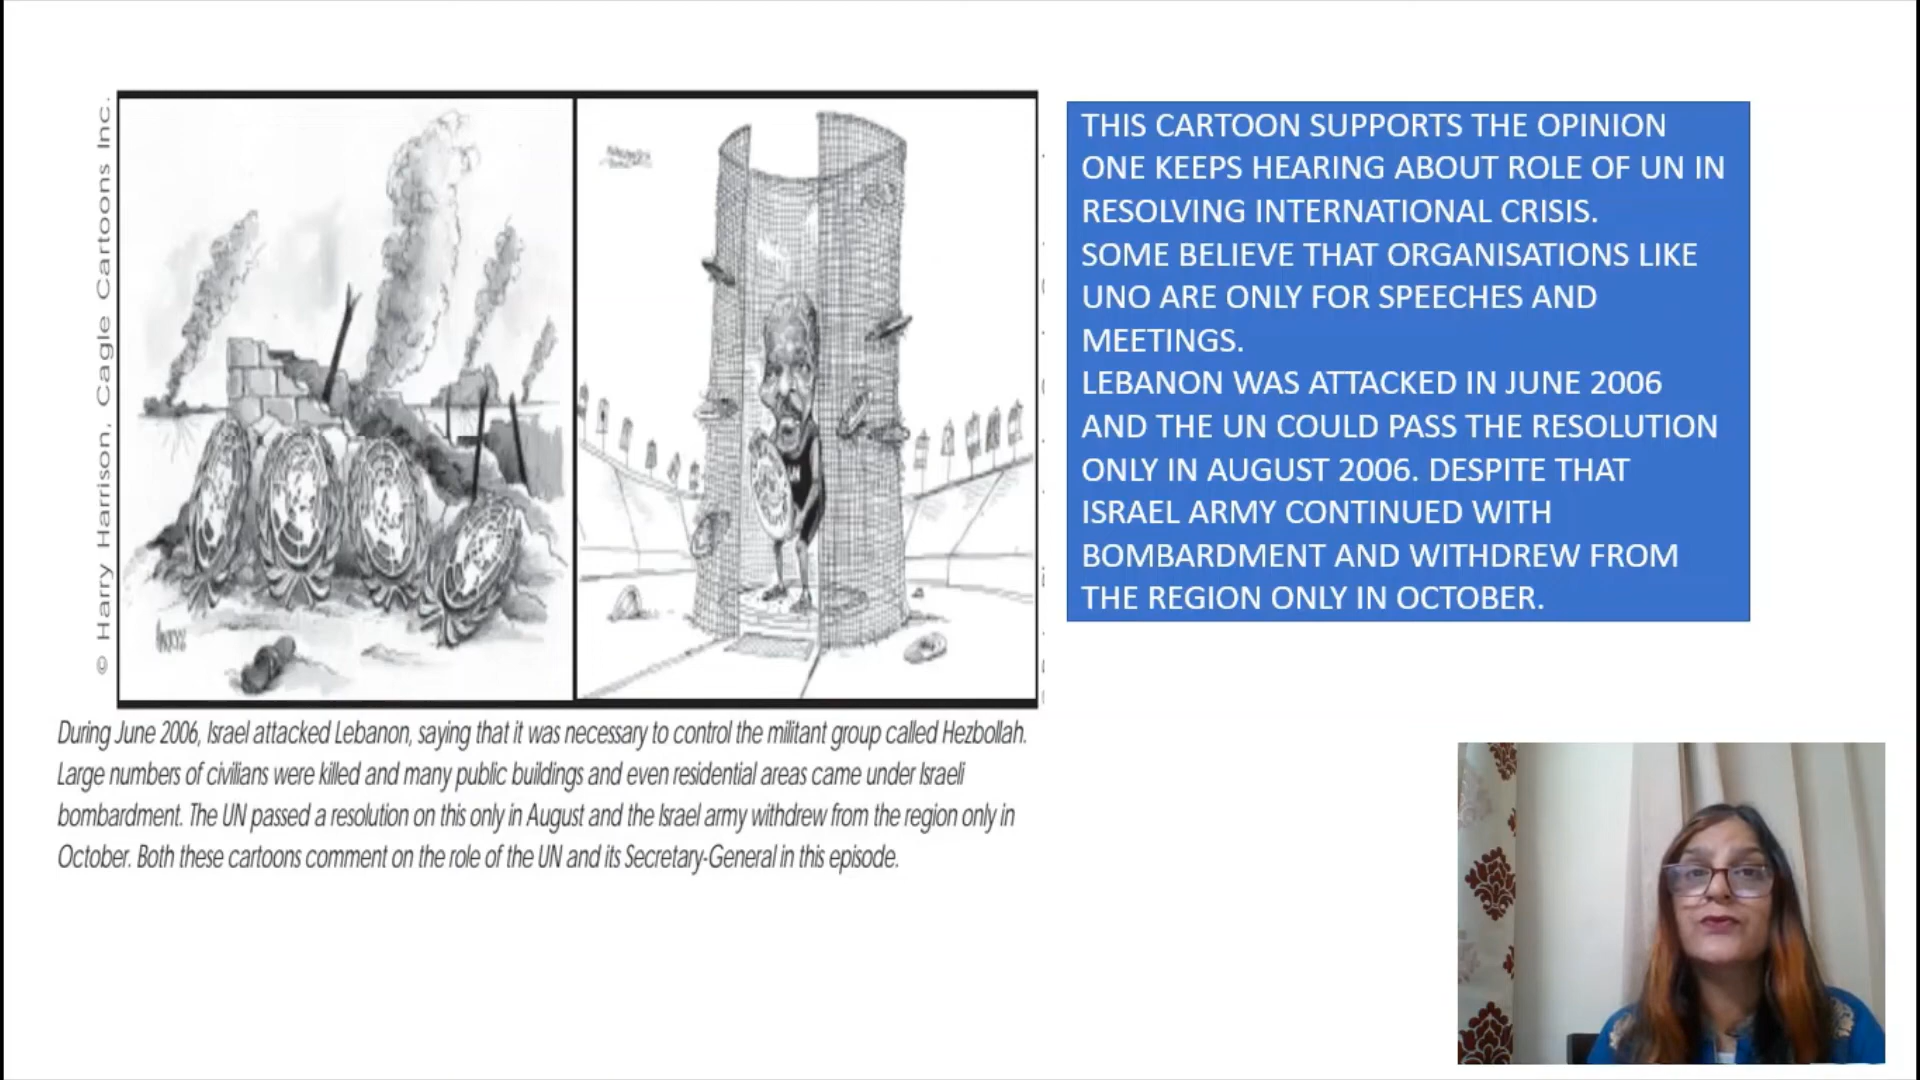 © Harry Harrison, Cagle Cartoons Inc.
During June 2006, Israel attacked Lebanon, saying that it was necessary to control the militant group called Hezbollah.
Large numbers of civilians were killed and many public buildings and even residential areas came under Israeli
bombardment. The UN passed a resolution on this only in August and the Israel army withdrew from the region only in
October. Both these cartoons comment on the role of the UN and its Secretary-General in this episode.
THIS CARTOON SUPPORTS THE OPINION
ONE KEEPS HEARING ABOUT ROLE OF UN IN
RESOLVING INTERNATIONAL CRISIS.
SOME BELIEVE THAT ORGANISATIONS LIKE
UNO ARE ONLY FOR SPEECHES AND
MEETINGS.
LEBANON WAS ATTACKED IN JUNE 2006
AND THE UN COULD PASS THE RESOLUTION
ONLY IN AUGUST 2006. DESPITE THAT
ISRAEL ARMY CONTINUED WITH
BOMBARDMENT AND WITHDREW FROM
THE REGION ONLY IN OCTOBER.